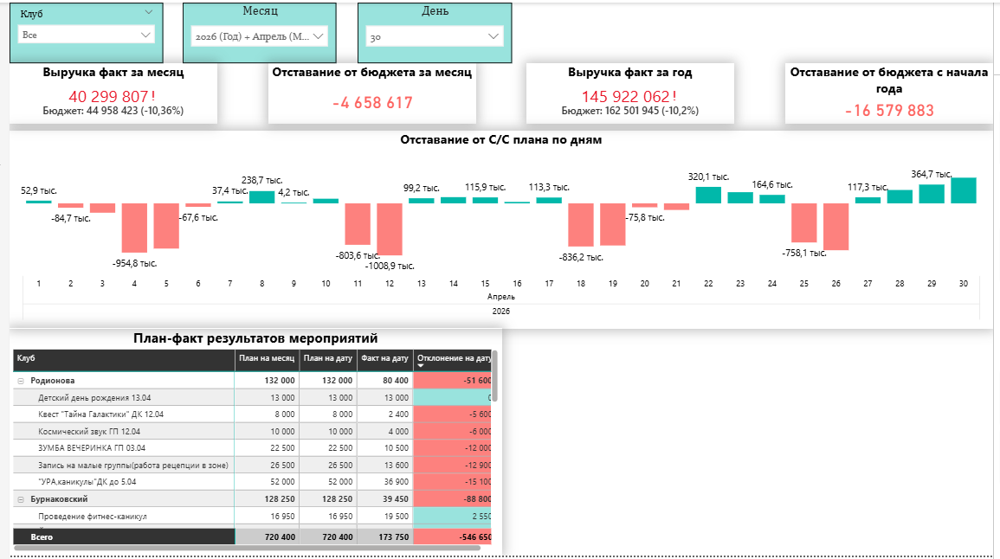 Клуб
Все
Месяц
2026 (Год) + Апрель (М...
День
30
Выручка факт за месяц
40 299 807!
Бюджет: 44 958 423 (-10,36%)
Отставание от бюджета за месяц
-4 658 617
Выручка факт за год
145 922 062!
Бюджет: 162 501 945 (-10,2%)
Отставание от бюджета с начала
года
-16 579 883
Отставание от С/С плана по дням
52,9 тыс.
-84,7 тыс.
-954,8 тыс.
-67,6 тыс.
37,4 тыс.
238,7 тыс.
4,2 тыс.
-803,6 тыс.
-1008,9 тыс.
99,2 тыс.
115,9 тыс.
113,3 тыс.
-836,2 тыс.
-75,8 тыс.
320,1 тыс.
164,6 тыс.
-758,1 тыс.
117,3 тыс.
364,7 тыс.
1 2 3 4 5 6 7 8 9 10 11 12 13 14 15 16 17 18 19 20 21 22 23 24 25 26 27 28 29 30
Апрель
2026
План-факт результатов мероприятий
Клуб План на месяц План на дату Факт на дату Отклонение на дату
Родионова 132 000 132 000 80 400 -51 600
Детский день рождения 13.04 13 000 13 000 13 000 0
Квест "Тайна Галактики" ДК 12.04 8 000 8 000 2 400 -5 600
Космический звук ГП 12.04 10 000 10 000 4 000 -6 000
ЗУМБА ВЕЧЕРИНКА ГП 03.04 22 500 22 500 10 500 -12 000
Запись на малые группы(работа рецепции в зоне) 26 500 26 500 13 600 -12 900
"УРА,каникулы"ДК до 5.04 52 000 52 000 36 900 -15 100
Бурнаковский 128 250 128 250 39 450 -88 800
Проведение фитнес-каникул 16 950 16 950 19 500 2 550
Всего 720 400 720 400 173 750 -546 650